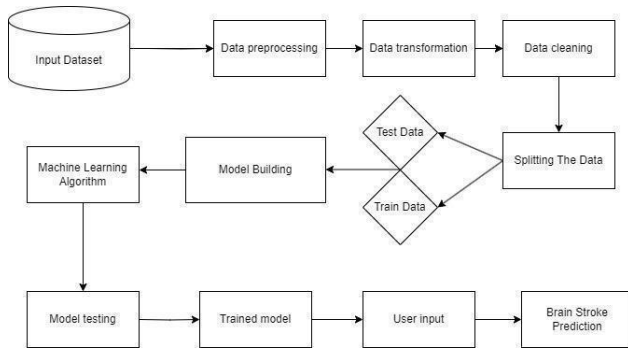 Input Dataset
Data preprocessing
Data transformation
Data cleaning
Splitting The Data
Test Data
Train Data
Model Building
Machine Learning
Algorithm
Model testing
Trained model
User input
Brain Stroke
Prediction